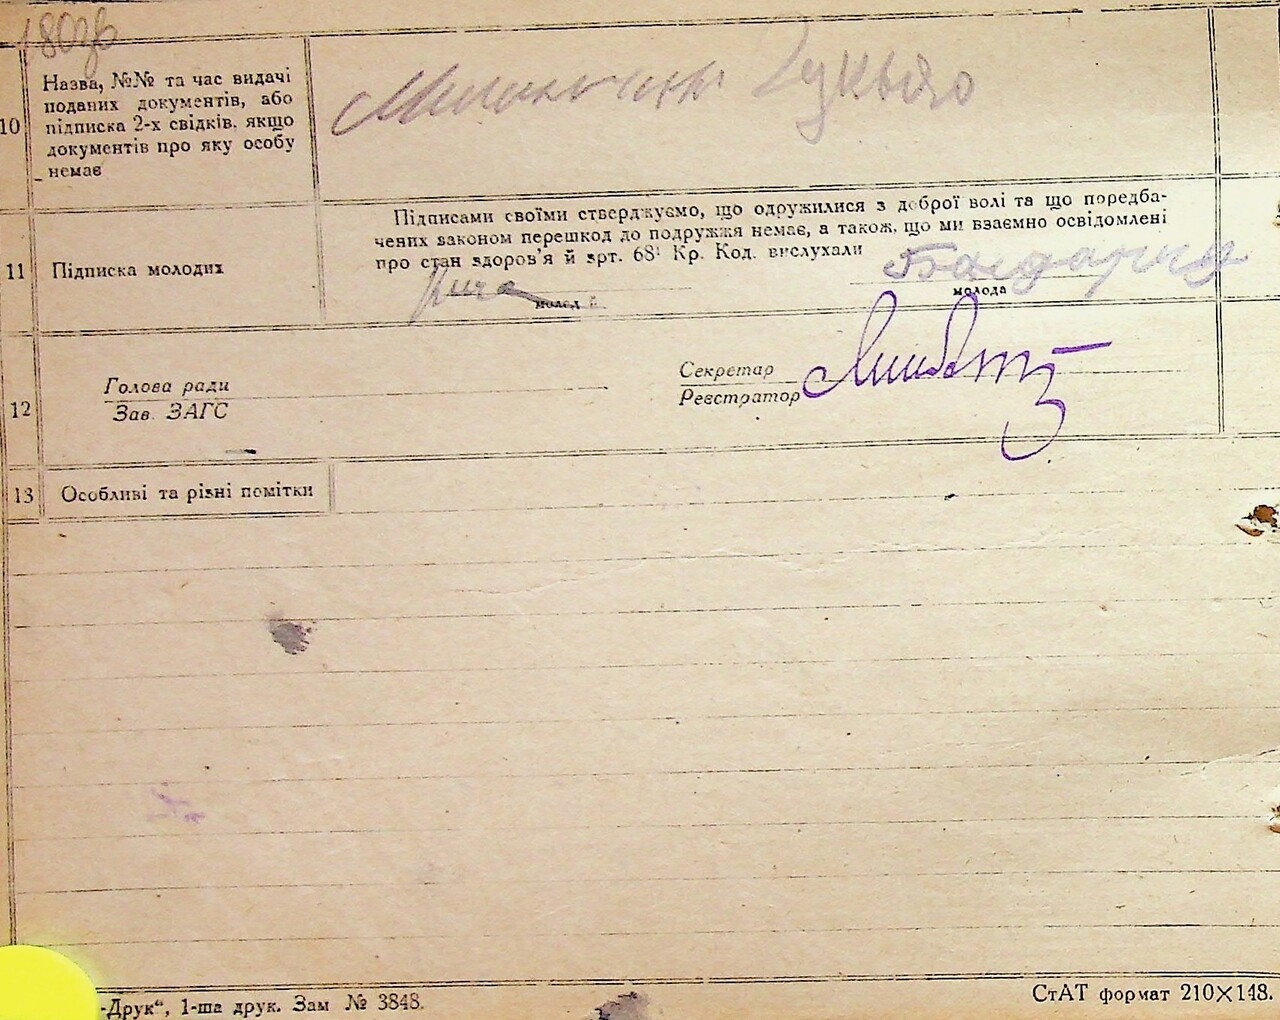 10 Назва, №№ та час видачі
поданих документів, або
підписка 2-х свідків, якщо
документів про яку особу
немає
Підписами своїми стверджуємо, що одружилися з доброї волі та що поредба-
чених законом перешкод до подружжя немає, а також, що ми взаємно освідомлені
про стан здоров'я й арт. 68¹ Кр. Код. вислухали
11 Підписка молодих
молодий
молода
12 Голова ради
Зав. ЗАГС
Секретар
Реєстратор
13 Особливі та різні помітки
-Друк“, 1-ша друк. Зам № 3848.
СтАТ формат 210×148.